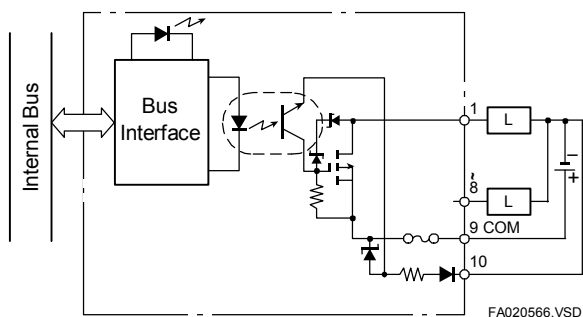 Internal Bus
Bus
Interface
1
L
~
8
L
9 COM
10
FA020566.VSD